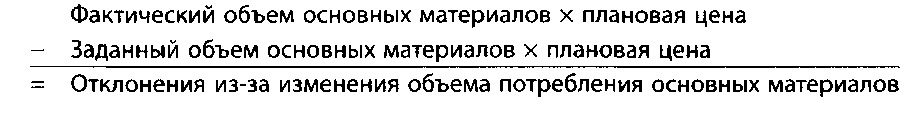 Фактический объем основных материалов × плановая цена
– Заданный объем основных материалов × плановая цена
= Отклонения из-за изменения объема потребления основных материалов